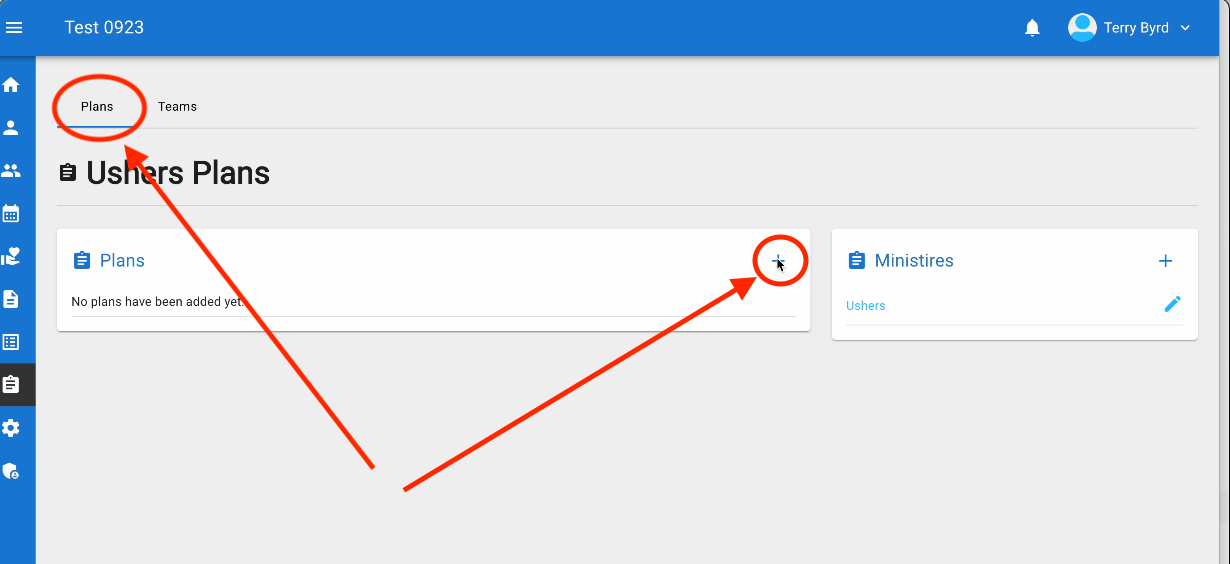 Test 0923
Terry Byrd
Plans Teams
Ushers Plans
Plans
No plans have been added yet.
Ministires
Ushers